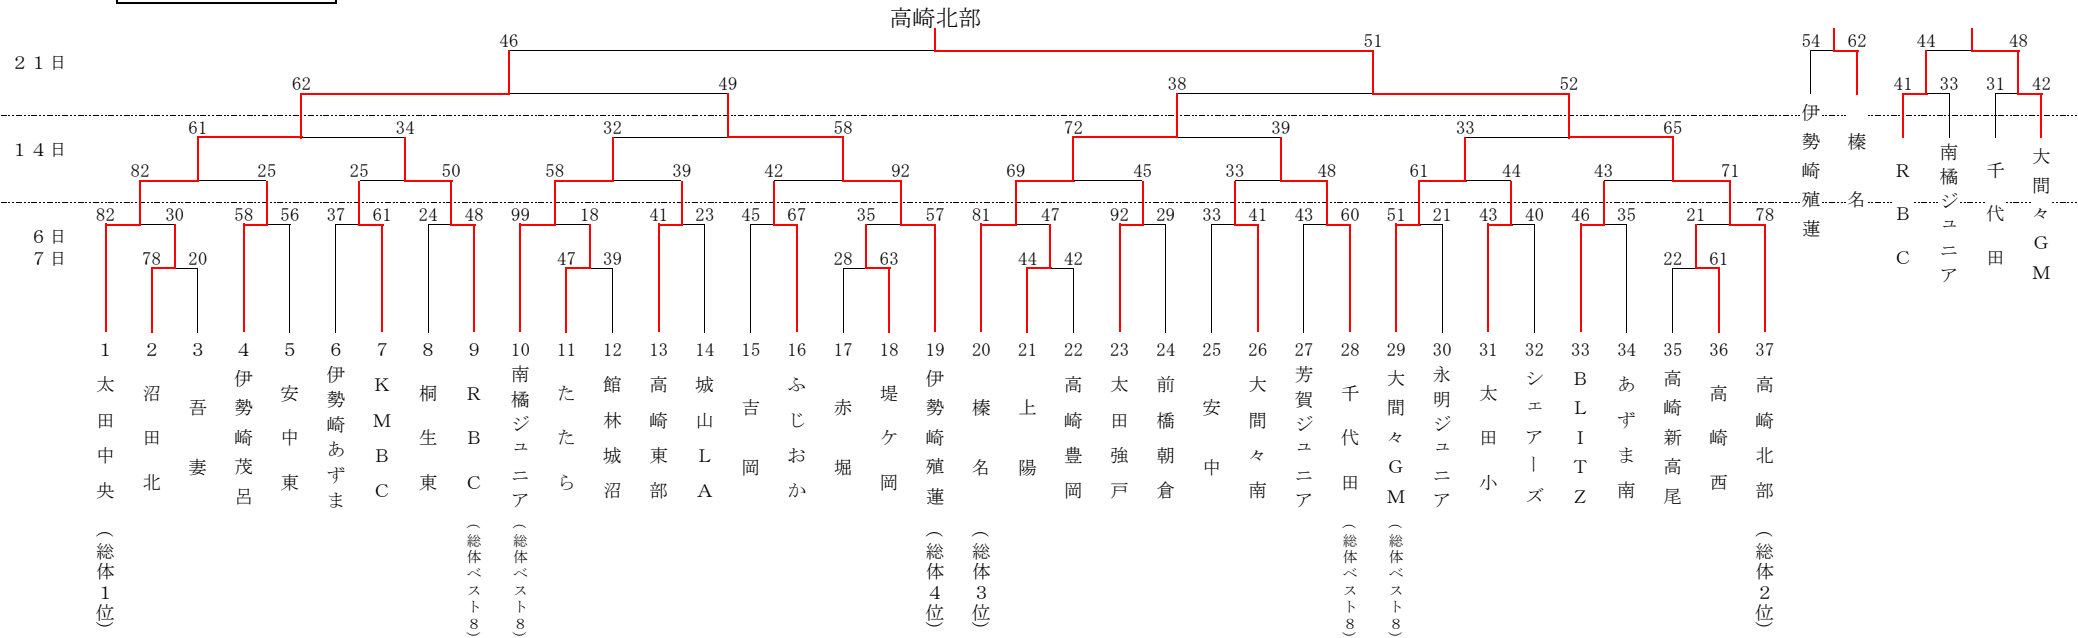 高崎北部
46 51 54 62 44 48
２１日
62 49 38 52 41 33 31 42
61 34 32 58 72 39 33 65
１４日
82 25 25 50 58 39 42 92 69 45 33 48 61 44 43 71
82 30 58 56 37 61 24 48 99 18 41 23 45 67 35 57 81 47 92 29 33 41 43 60 51 21 43 40 46 35 21 78
６日
７日
78 20 47 39 28 63 44 42 22 61
伊勢崎殖蓮
榛名
ＲＢＣ
南橘ジュニア
千代田
大間々ＧＭ
1 太田中央（総体１位）
2 沼田北
3 吾妻
4 伊勢崎茂呂
5 安中東
6 伊勢崎あずま
7 ＫＭＢＣ
8 桐生東
9 ＲＢＣ（総体ベスト８）
10 南橘ジュニア（総体ベスト８）
11 たたら
12 館林城沼
13 高崎東部
14 城山ＬＡ
15 吉岡
16 ふじおか
17 赤堀
18 堤ケ岡
19 伊勢崎殖蓮（総体４位）
20 榛名（総体３位）
21 上陽
22 高崎豊岡
23 太田強戸
24 前橋朝倉
25 安中
26 大間々南
27 芳賀ジュニア
28 千代田（総体ベスト８）
29 大間々ＧＭ（総体ベスト８）
30 永明ジュニア
31 太田小
32 シェアーズ
33 ＢＬＩＴＺ
34 あずま南
35 高崎新高尾
36 高崎西
37 高崎北部（総体２位）